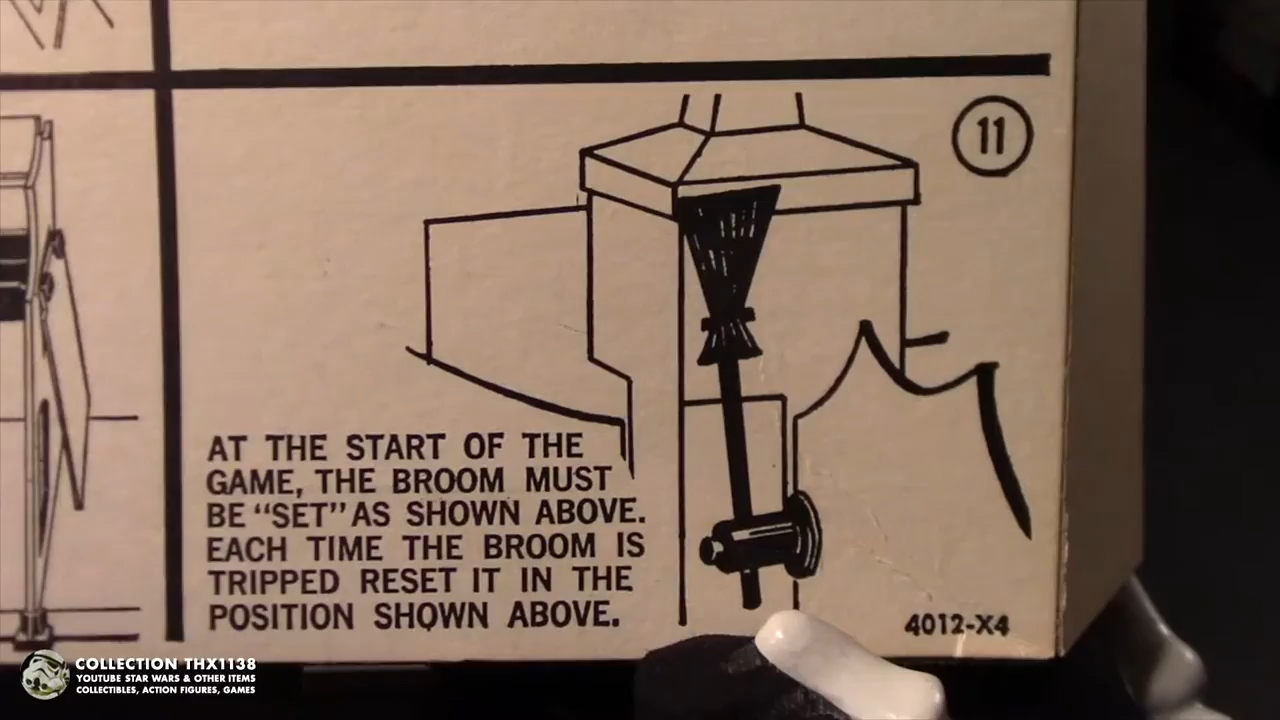 11
AT THE START OF THE
GAME, THE BROOM MUST
BE "SET" AS SHOWN ABOVE.
EACH TIME THE BROOM IS
TRIPPED RESET IT IN THE
POSITION SHOWN ABOVE.
4012-X4
COLLECTION THX1138
YOUTUBE STAR WARS & OTHER ITEMS
COLLECTIBLES, ACTION FIGURES, GAMES